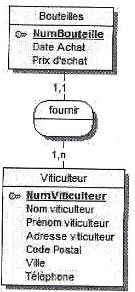 Bouteilles
NumBouteille
Date Achat
Prix d'achat
1,1
fournir
1,n
Viticulteur
NumViticulteur
Nom viticulteur
Prénom viticulteur
Adresse viticulteur
Code Postal
Ville
Téléphone